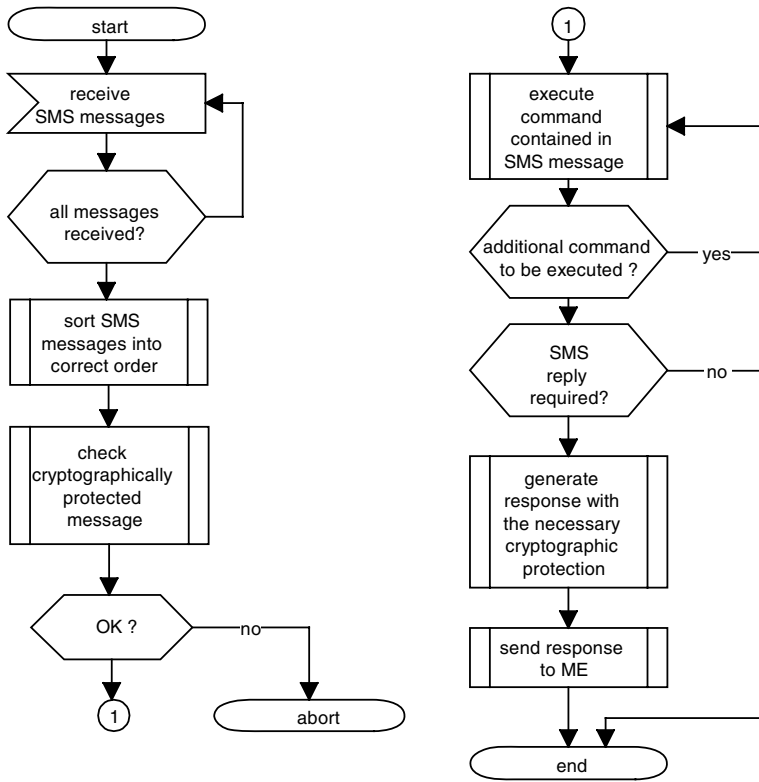 start
receive
SMS messages
all messages
received?
sort SMS
messages into
correct order
check
cryptographically
protected
message
OK ?
no
1
abort
1
execute
command
contained in
SMS message
additional command
to be executed ?
yes
SMS
reply
required?
no
generate
response with
the necessary
cryptographic
protection
send response
to ME
end